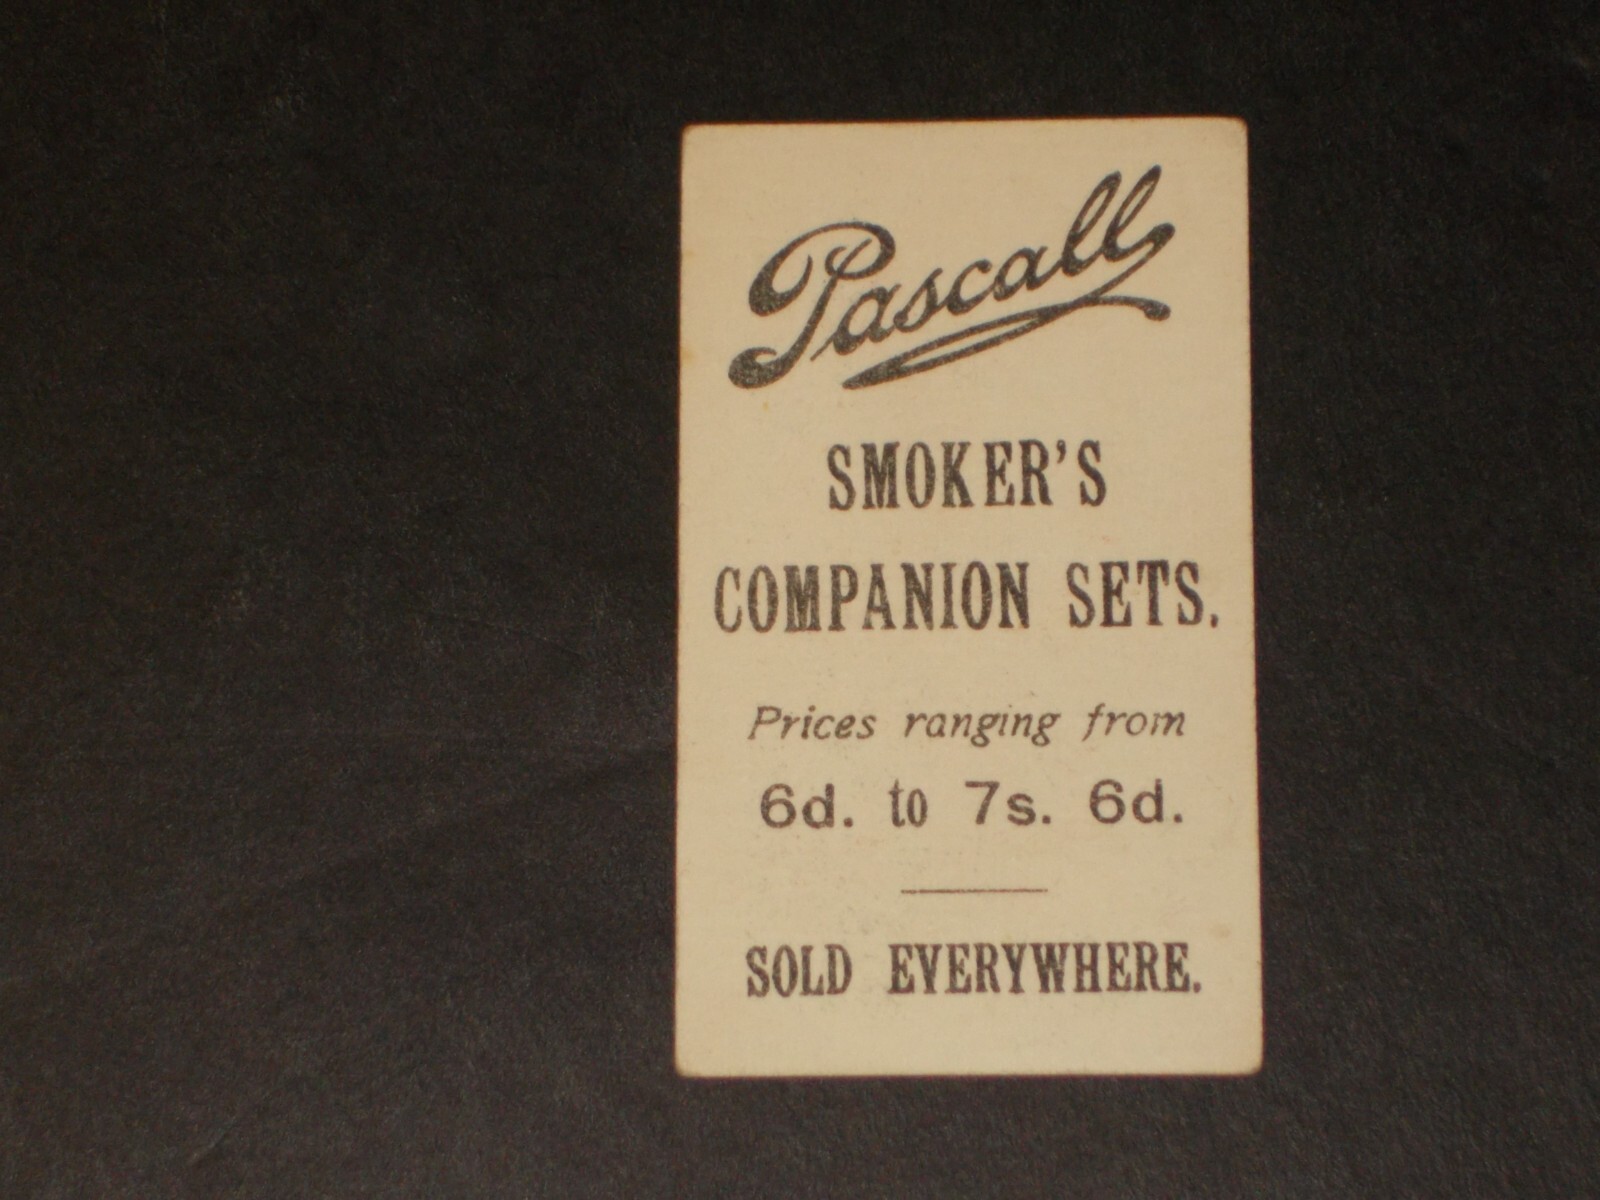 Pascall
SMOKER'S
COMPANION SETS.
Prices ranging from
6d. to 7s. 6d.
SOLD EVERYWHERE.